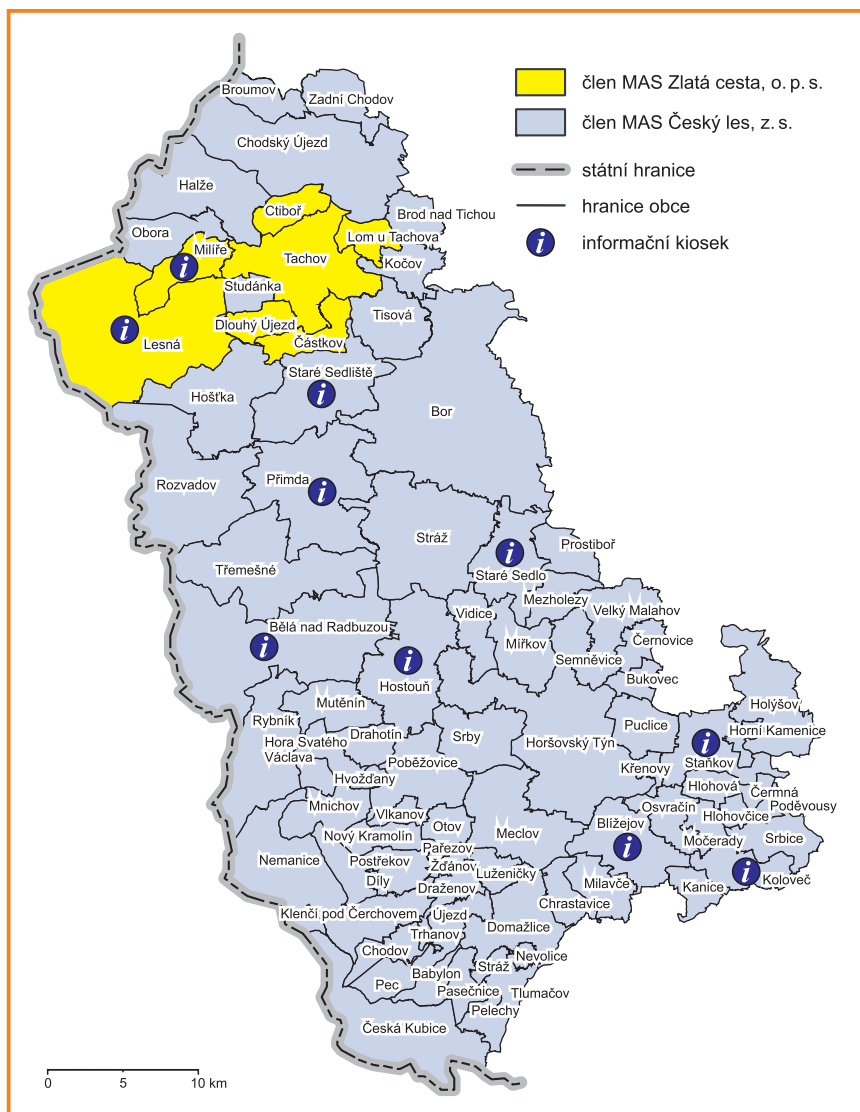 Broumov
Zadní Chodov
Chodský Újezd
Halže
Ctiboř
Brod nad Tichou
Obora
Milíře
Lom u Tachova
Tachov
Kočov
i
Studánka
Tisová
i
Lesná
Dlouhý Újezd
Částkov
Staré Sedliště
i
Hošťka
Bor
Rozvadov
Přimda
i
Stráž
Prostiboř
i
Staré Sedlo
Třemešné
Mezholezy
Velký Malahov
Vidice
Bělá nad Radbuzou
i
Mířkov
Černovice
Semněvice
i
Hostouň
Bukovec
Mutěnín
Holýšov
Rybník
Puclice
Horní Kamenice
Drahotín
Srby
Horšovský Týn
i
Staňkov
Hora Svatého
Václava
Poběžovice
Křenovy
Hvožďany
Hlohová
Čermná
Mnichov
Osvračín
Poděvousy
Vlkanov
Hlohovčice
Blížejov
Nový Kramolín
Otov
Meclov
Močerady
Srbice
Pařezov
i
Nemanice
Postřekov
Žďánov
Luženičky
i
Koloveč
Díly
Milavče
Kanice
Draženov
Chrastavice
Klenčí pod Čerchovem
Újezd
Domažlice
Trhanov
Chodov
Nevolice
Stráž
Babylon
Pec
Pasečnice
Tlumačov
Pelechy
Česká Kubice
člen MAS Zlatá cesta, o. p. s.
člen MAS Český les, z. s.
státní hranice
hranice obce
i informační kiosek
0 5 10 km